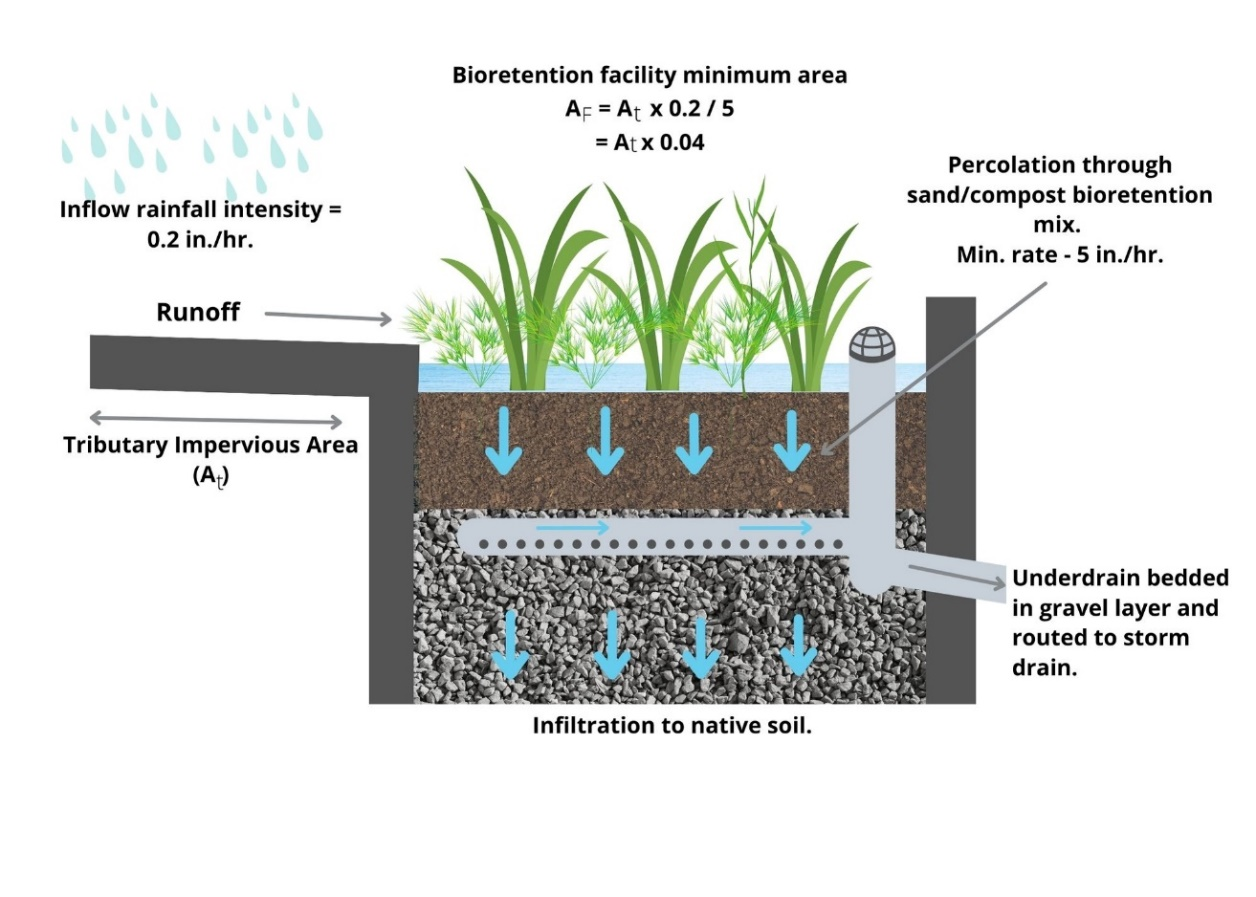 Bioretention facility minimum area
AF = At x 0.2 / 5
= At x 0.04
Inflow rainfall intensity =
0.2 in./hr.
Percolation through
sand/compost bioretention
mix.
Min. rate - 5 in./hr.
Runoff
Tributary Impervious Area
(At)
Underdrain bedded
in gravel layer and
routed to storm
drain.
Infiltration to native soil.